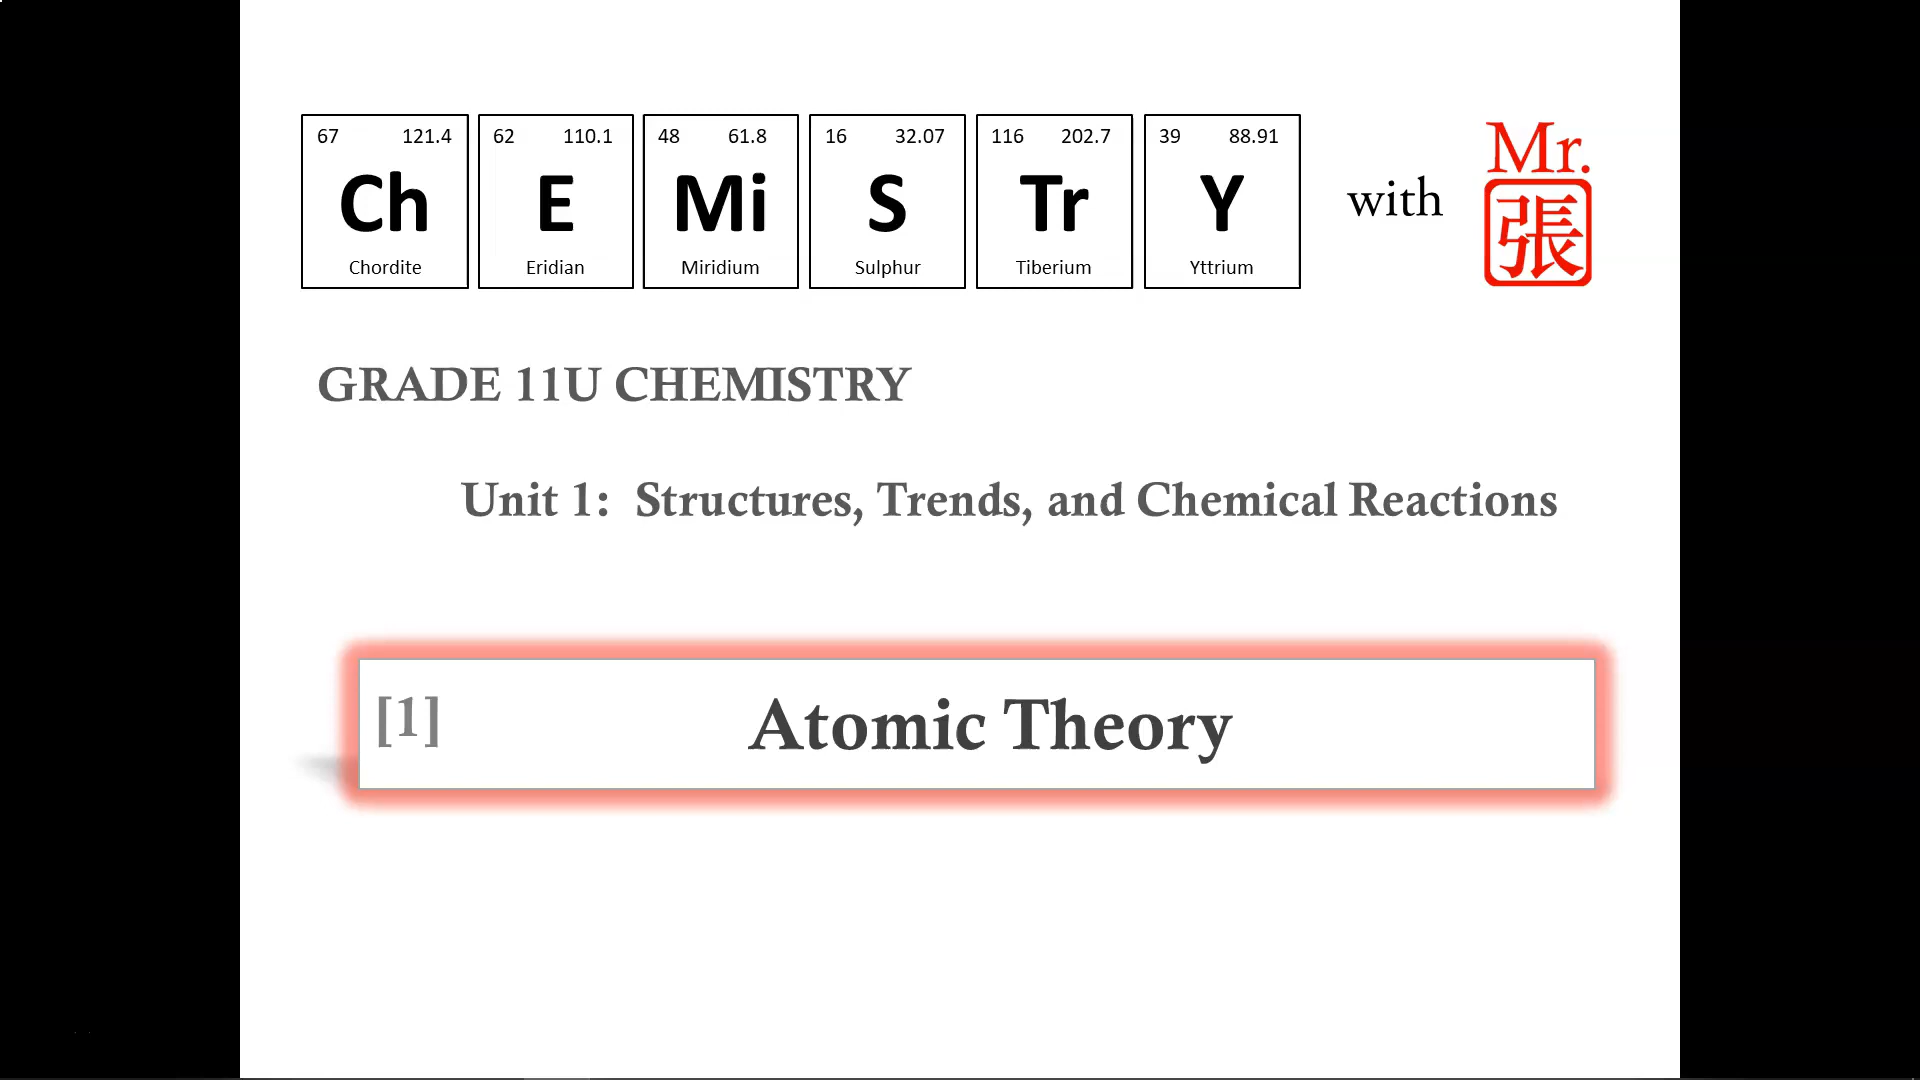 67 121.4 62 110.1 48 61.8 16 32.07 116 202.7 39 88.91
Ch E Mi S Tr Y with Mr. 張
Chordite Eridian Miridium Sulphur Tiberium Yttrium
GRADE 11U CHEMISTRY
Unit 1: Structures, Trends, and Chemical Reactions
[1] Atomic Theory